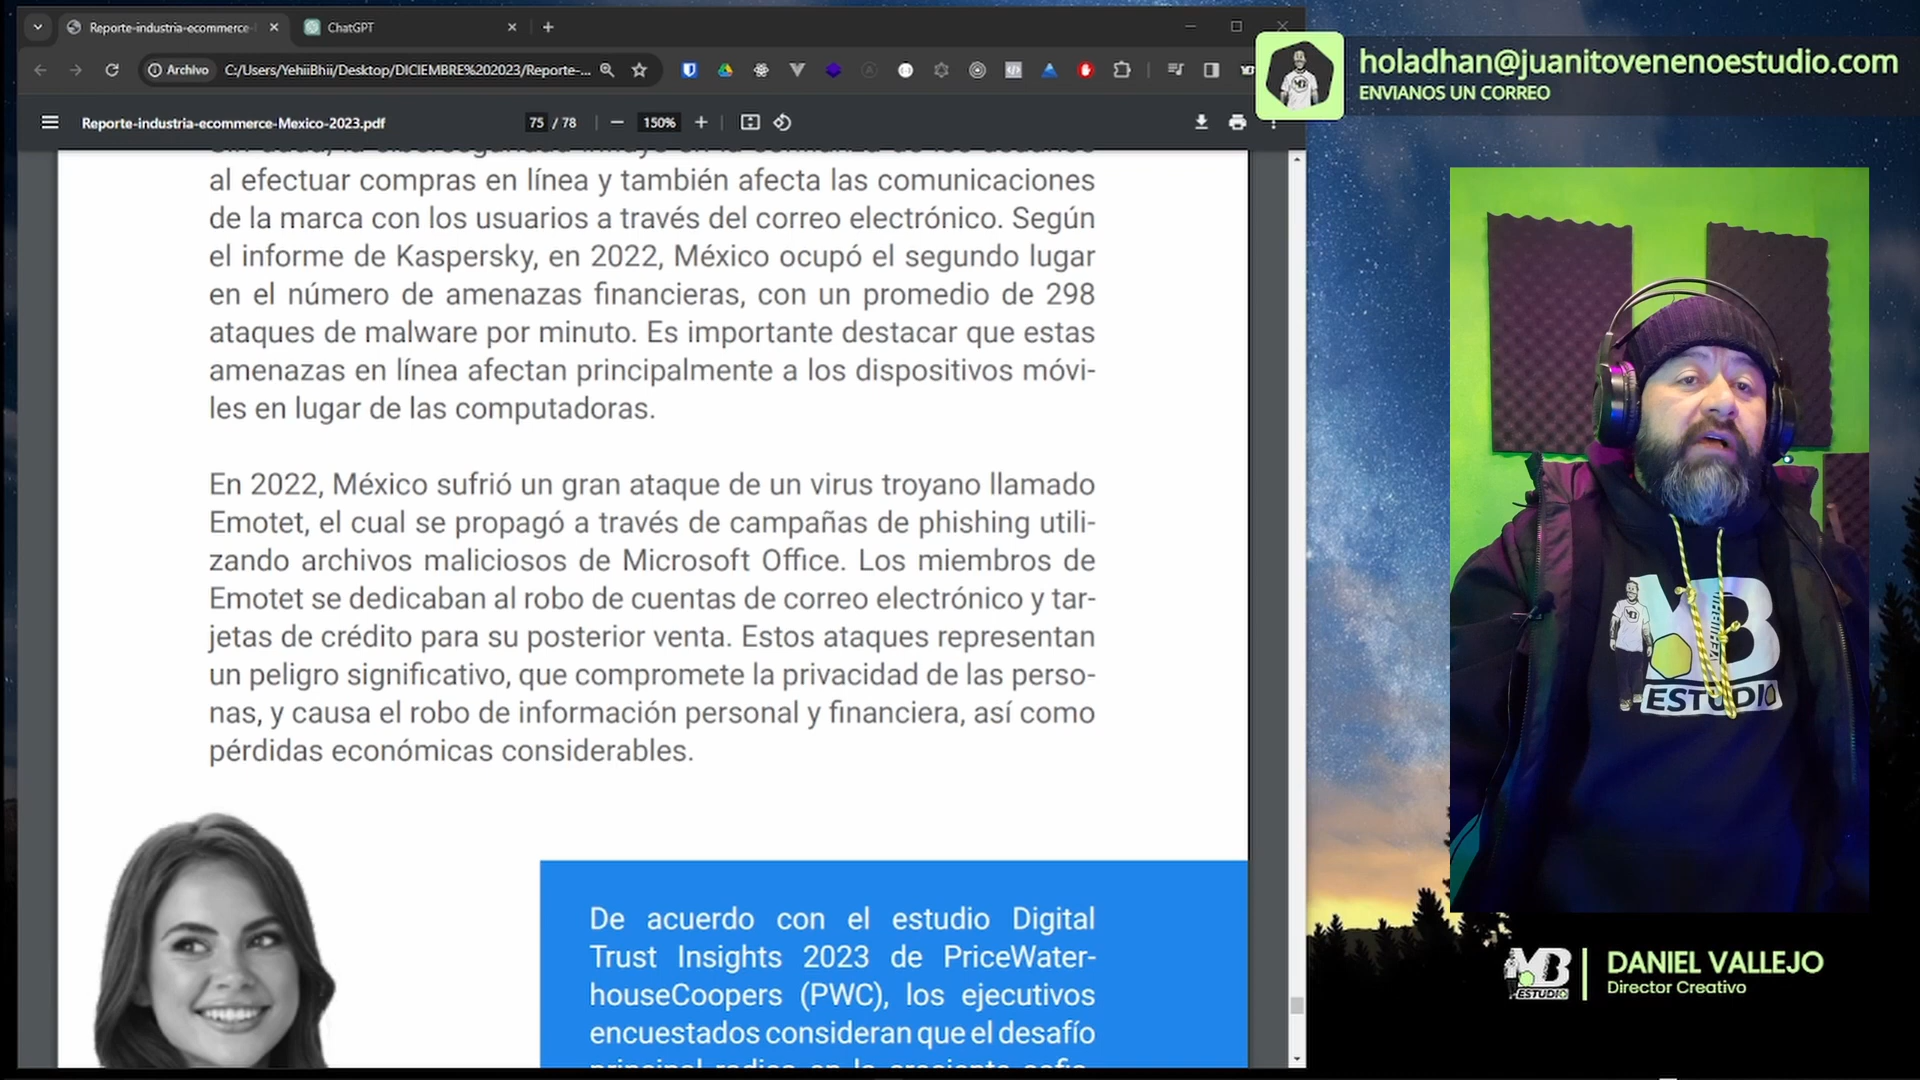 Reporte-industria-ecommerce-
ChatGPT
Archivo
C:/Users/YehiiBhii/Desktop/DICIEMBRE%202023/Reporte-...
Reporte-industria-ecommerce-Mexico-2023.pdf
75 / 78
150%
al efectuar compras en línea y también afecta las comunicaciones
de la marca con los usuarios a través del correo electrónico. Según
el informe de Kaspersky, en 2022, México ocupó el segundo lugar
en el número de amenazas financieras, con un promedio de 298
ataques de malware por minuto. Es importante destacar que estas
amenazas en línea afectan principalmente a los dispositivos móvi-
les en lugar de las computadoras.
En 2022, México sufrió un gran ataque de un virus troyano llamado
Emotet, el cual se propagó a través de campañas de phishing utili-
zando archivos maliciosos de Microsoft Office. Los miembros de
Emotet se dedicaban al robo de cuentas de correo electrónico y tar-
jetas de crédito para su posterior venta. Estos ataques representan
un peligro significativo, que compromete la privacidad de las perso-
nas, y causa el robo de información personal y financiera, así como
pérdidas económicas considerables.
De acuerdo con el estudio Digital
Trust Insights 2023 de PriceWater-
houseCoopers (PWC), los ejecutivos
encuestados consideran que el desafío
holadhan@juanitovenenoestudio.com
ENVIANOS UN CORREO
MB
YEHIIBHII
ESTUDIO
MB
ESTUDIO
DANIEL VALLEJO
Director Creativo